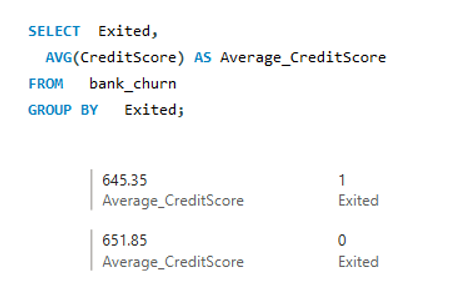 SELECT Exited,
AVG(CreditScore) AS Average_CreditScore
FROM bank_churn
GROUP BY Exited;
645.35 1
Average_CreditScore Exited
651.85 0
Average_CreditScore Exited